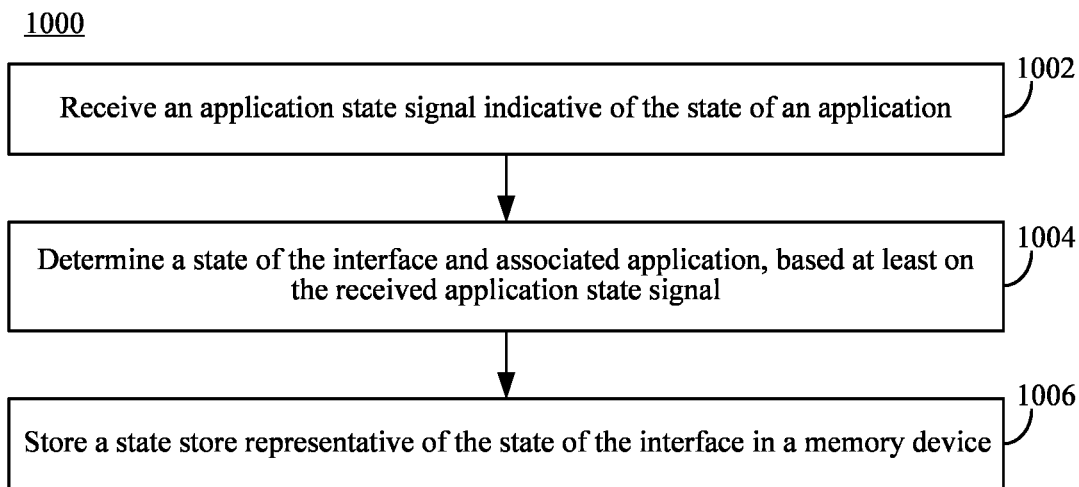 1000
1002
Receive an application state signal indicative of the state of an application
1004
Determine a state of the interface and associated application, based at least on
the received application state signal
1006
Store a state store representative of the state of the interface in a memory device